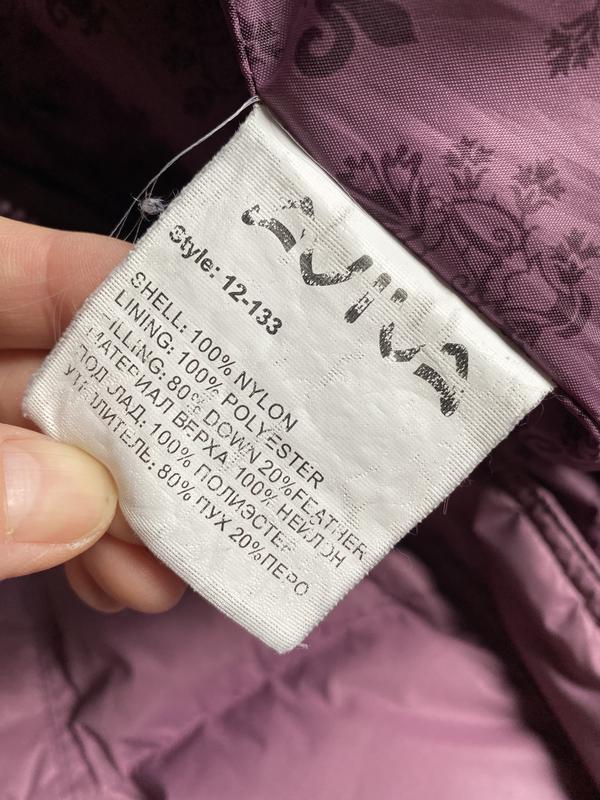 AVIVA
Style: 12-133
SHELL: 100% NYLON
LINING: 100% POLYESTER
FILLING: 80% DOWN 20%FEATHER
МАТЕРИАЛ ВЕРХА: 100% НЕЙЛОН
ПОДКЛАД: 100% ПОЛИЭСТЕР
УТЕПЛИТЕЛЬ: 80% ПУХ 20%ПЕРО